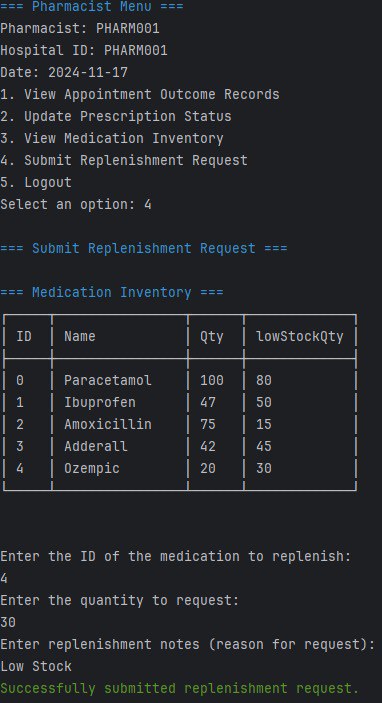 === Pharmacist Menu ===
Pharmacist: PHARM001
Hospital ID: PHARM001
Date: 2024-11-17
1. View Appointment Outcome Records
2. Update Prescription Status
3. View Medication Inventory
4. Submit Replenishment Request
5. Logout
Select an option: 4
=== Submit Replenishment Request ===
=== Medication Inventory ===
ID | Name | Qty | lowStockQty
0 | Paracetamol | 100 | 80
1 | Ibuprofen | 47 | 50
2 | Amoxicillin | 75 | 15
3 | Adderall | 42 | 45
4 | Ozempic | 20 | 30
Enter the ID of the medication to replenish:
4
Enter the quantity to request:
30
Enter replenishment notes (reason for request):
Low Stock
Successfully submitted replenishment request.